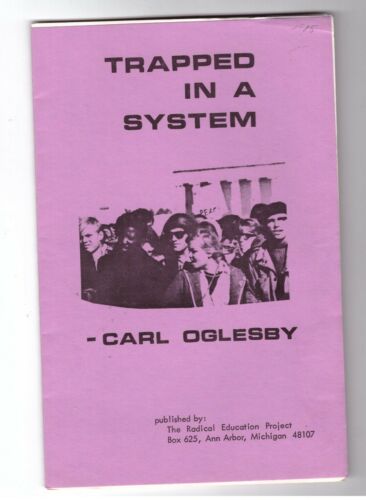 TRAPPED
IN A
SYSTEM
- CARL OGLESBY
published by:
The Radical Education Project
Box 625, Ann Arbor, Michigan 48107